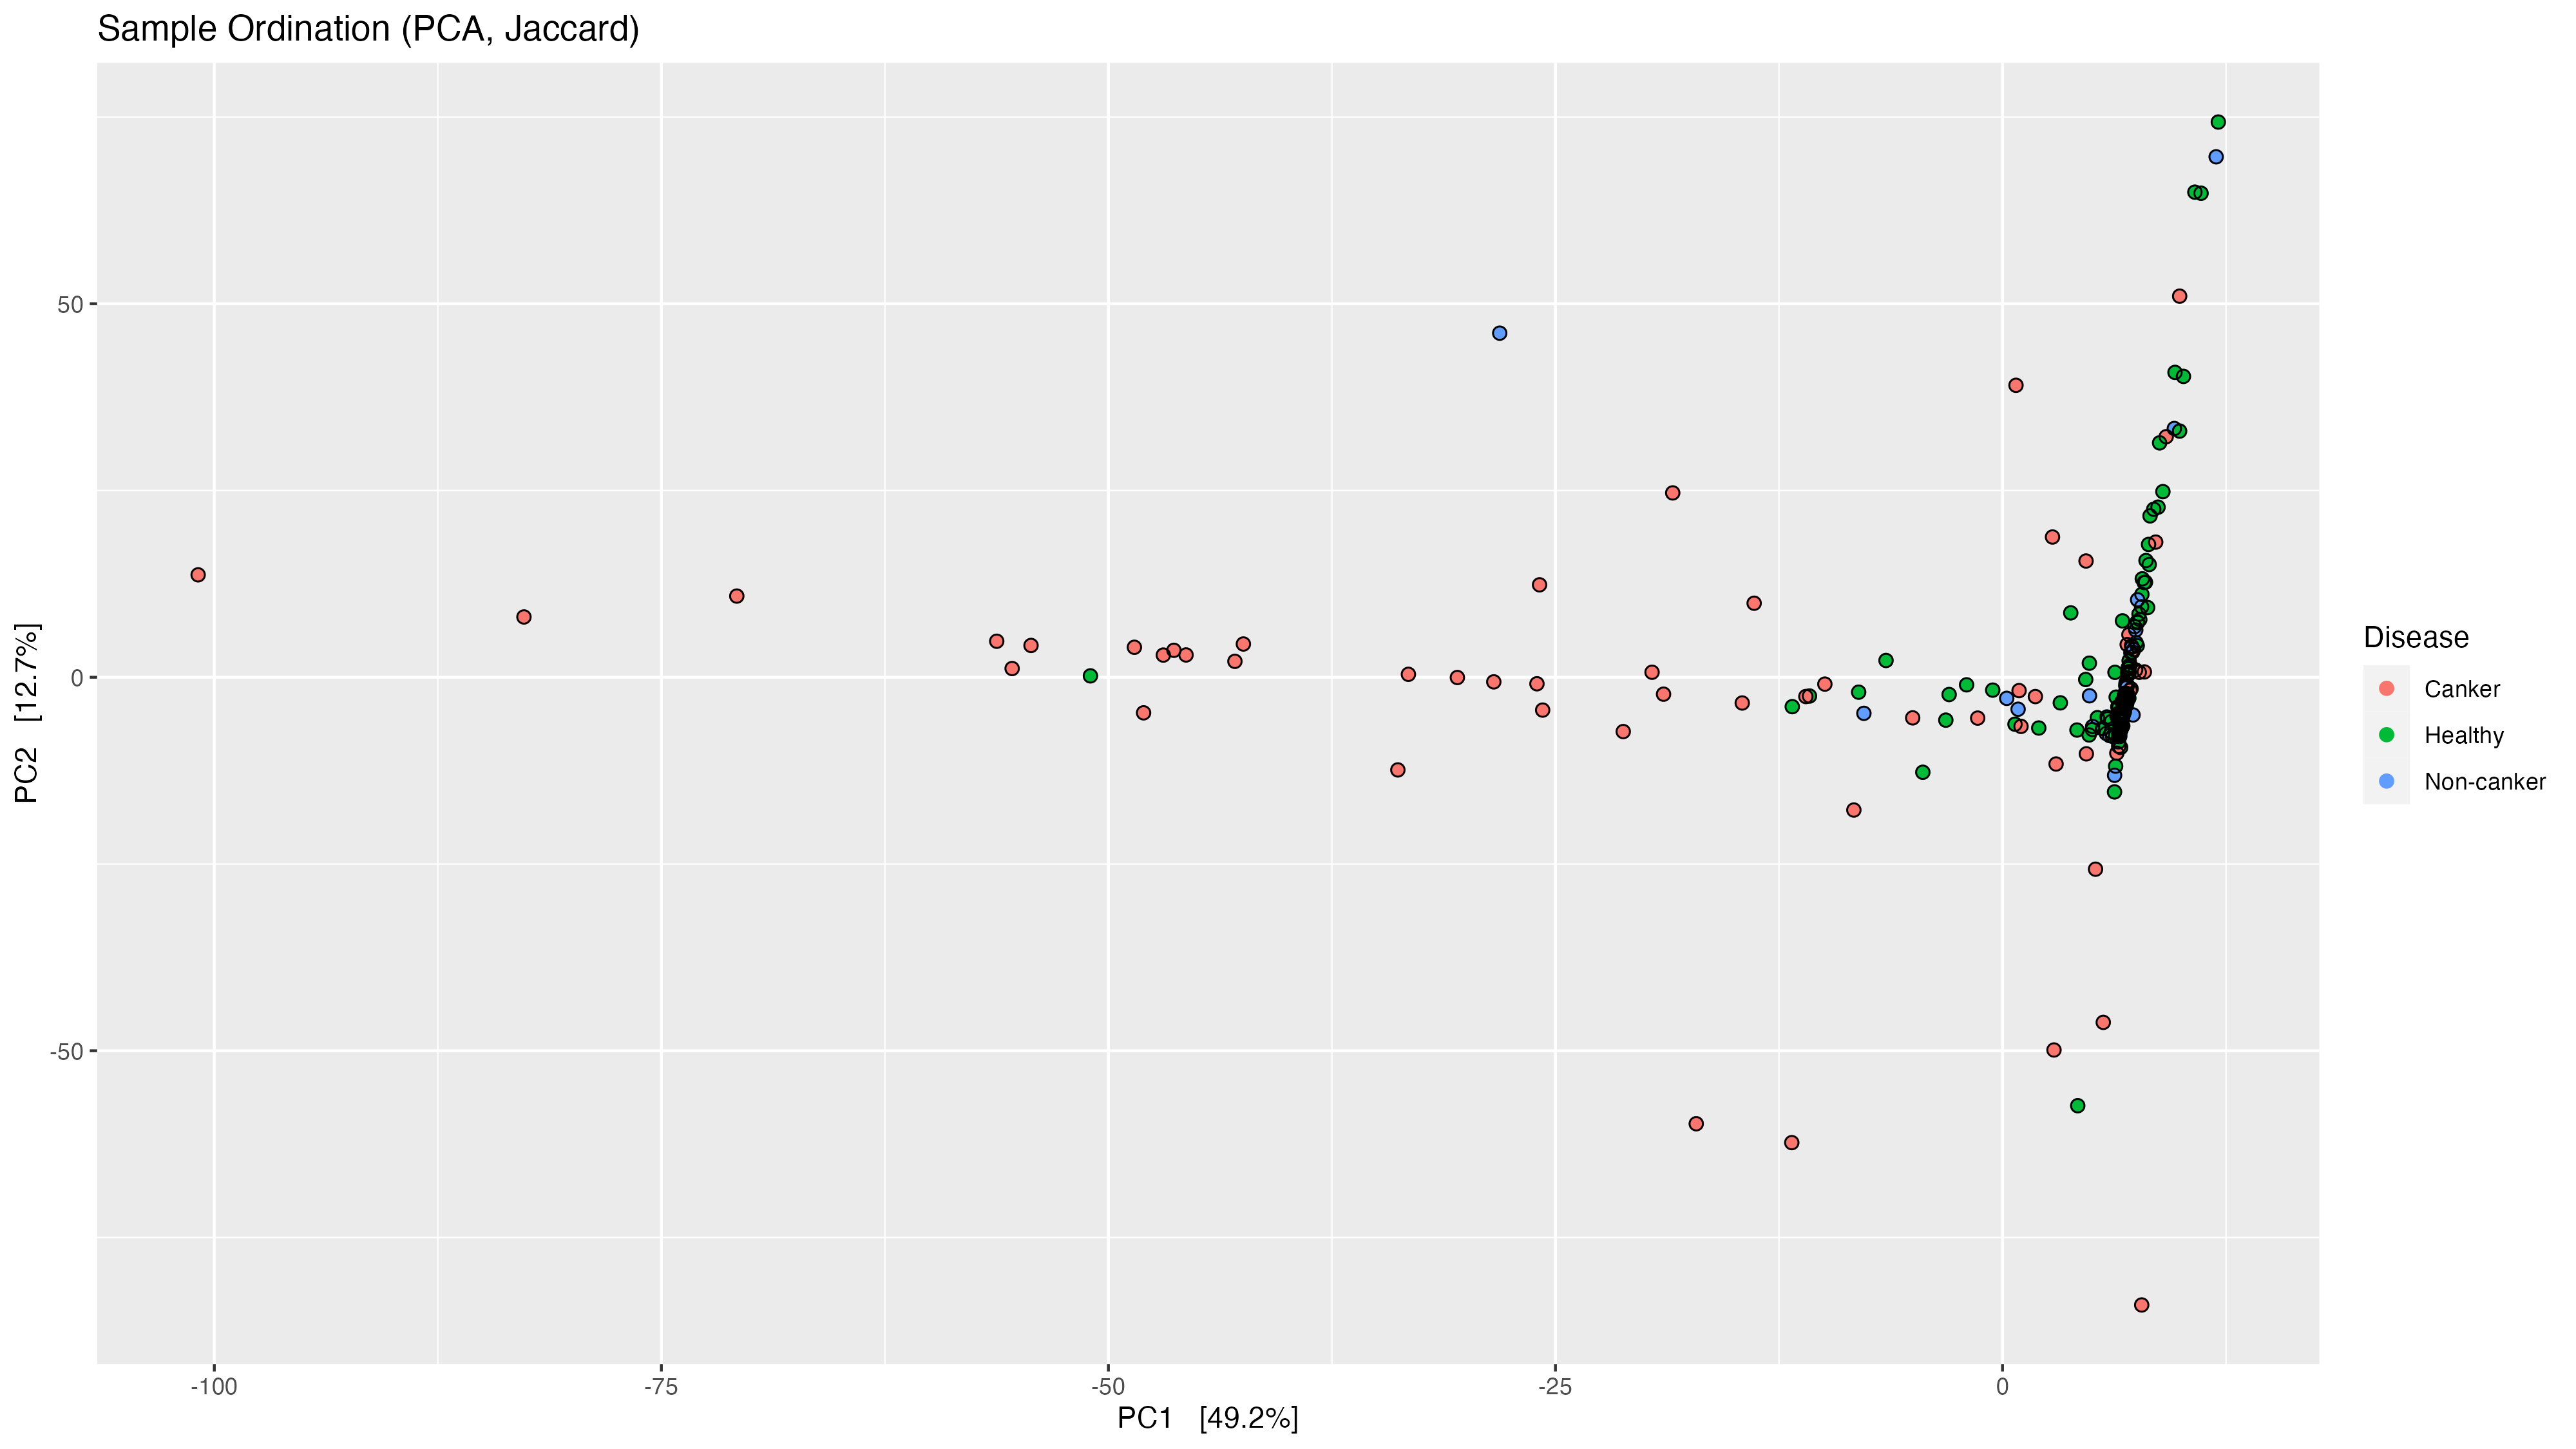 Sample Ordination (PCA, Jaccard)
50
0
-50
PC2 [12.7%]
-100
-75
-50
-25
0
PC1 [49.2%]
Disease
Canker
Healthy
Non-canker